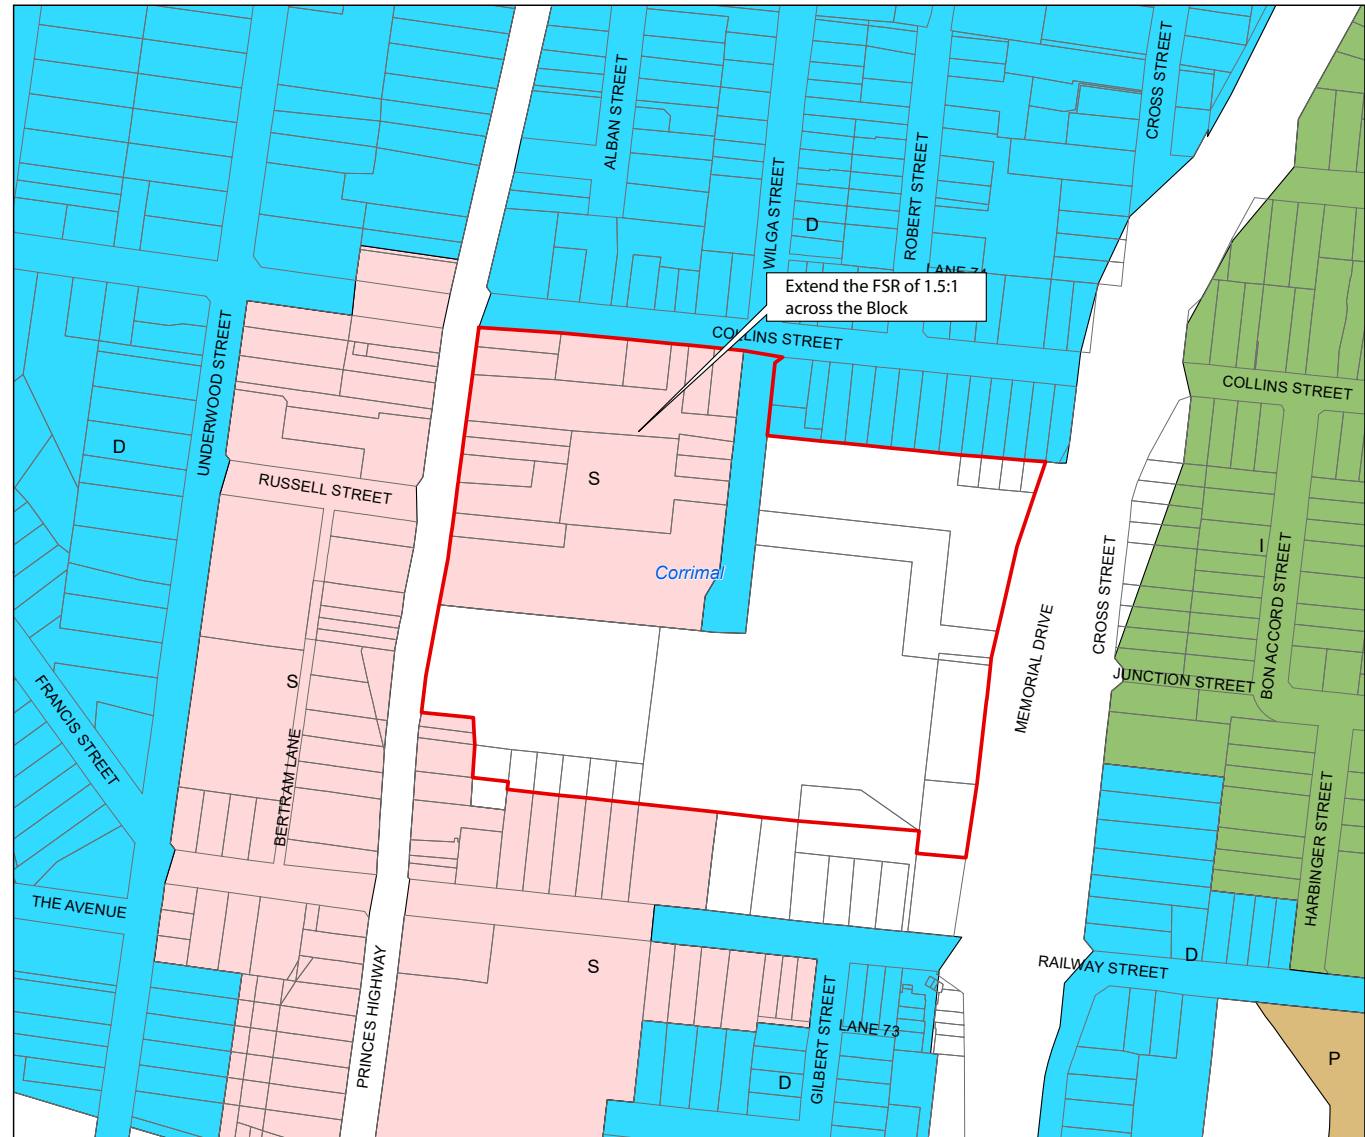 ALBAN STREET
CROSS STREET
WILGA STREET
ROBERT STREET
D
LANE 74
Extend the FSR of 1.5:1
across the Block
COLLINS STREET
UNDERWOOD STREET
COLLINS STREET
D
RUSSELL STREET
S
I
Corrimal
CROSS STREET
BON ACCORD STREET
MEMORIAL DRIVE
JUNCTION STREET
S
FRANCIS STREET
BERTRAM LANE
HARBINGER STREET
THE AVENUE
PRINCES HIGHWAY
S
D
RAILWAY STREET
GILBERT STREET
LANE 73
D
P